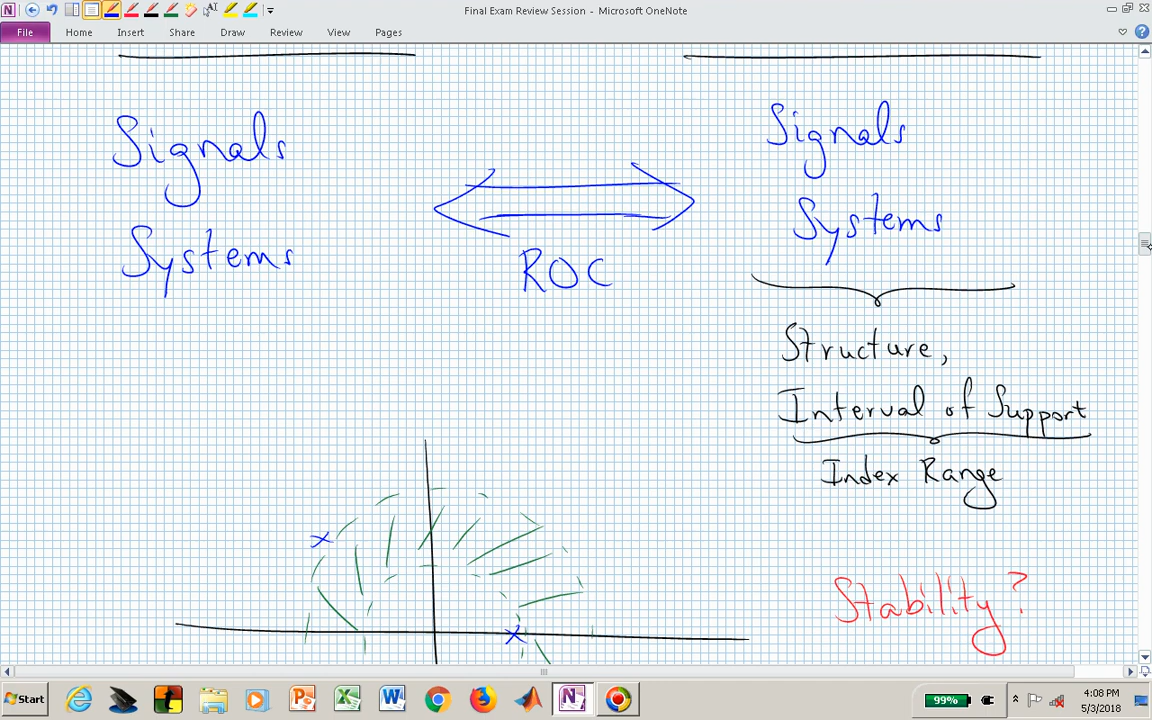 Final Exam Review Session - Microsoft OneNote
File Home Insert Share Draw Review View Pages
Signals
Systems
ROC
Signals
Systems
Structure,
Interval of Support
Index Range
Stability?
Start
99%
4:08 PM
5/3/2018